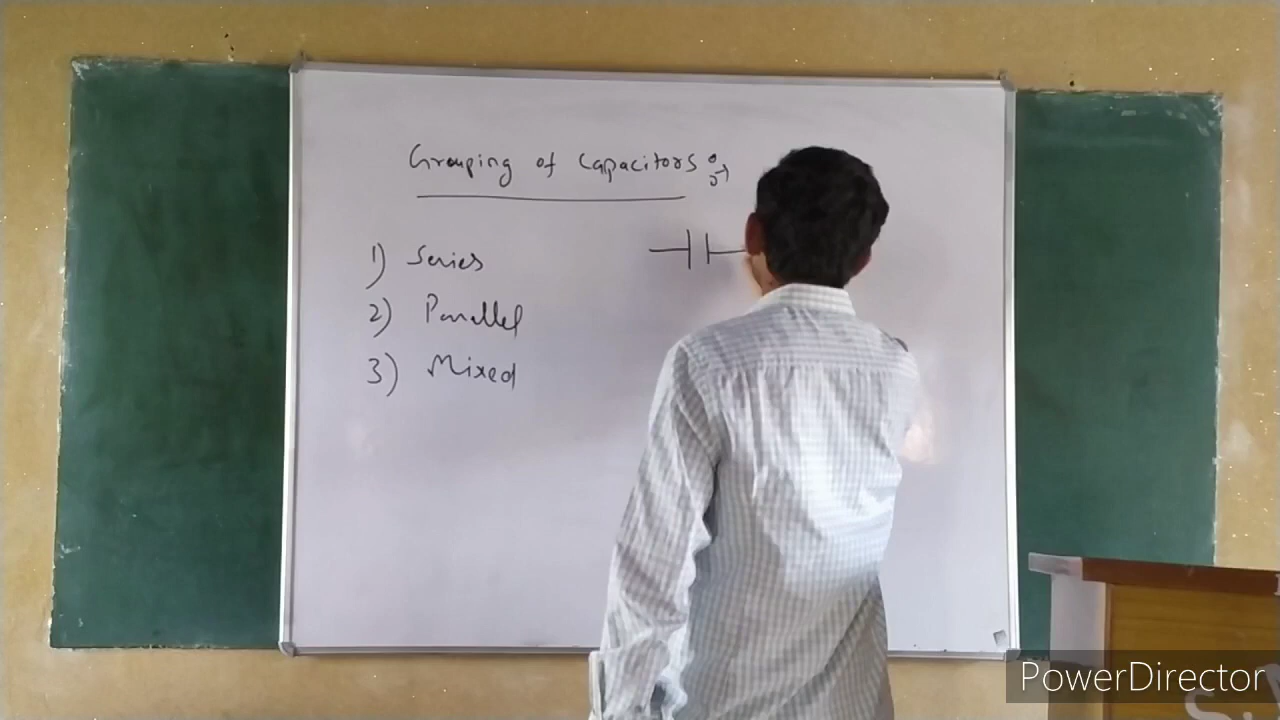 Grouping of Capacitors :→
1) Series
2) Parallel
3) Mixed
PowerDirector